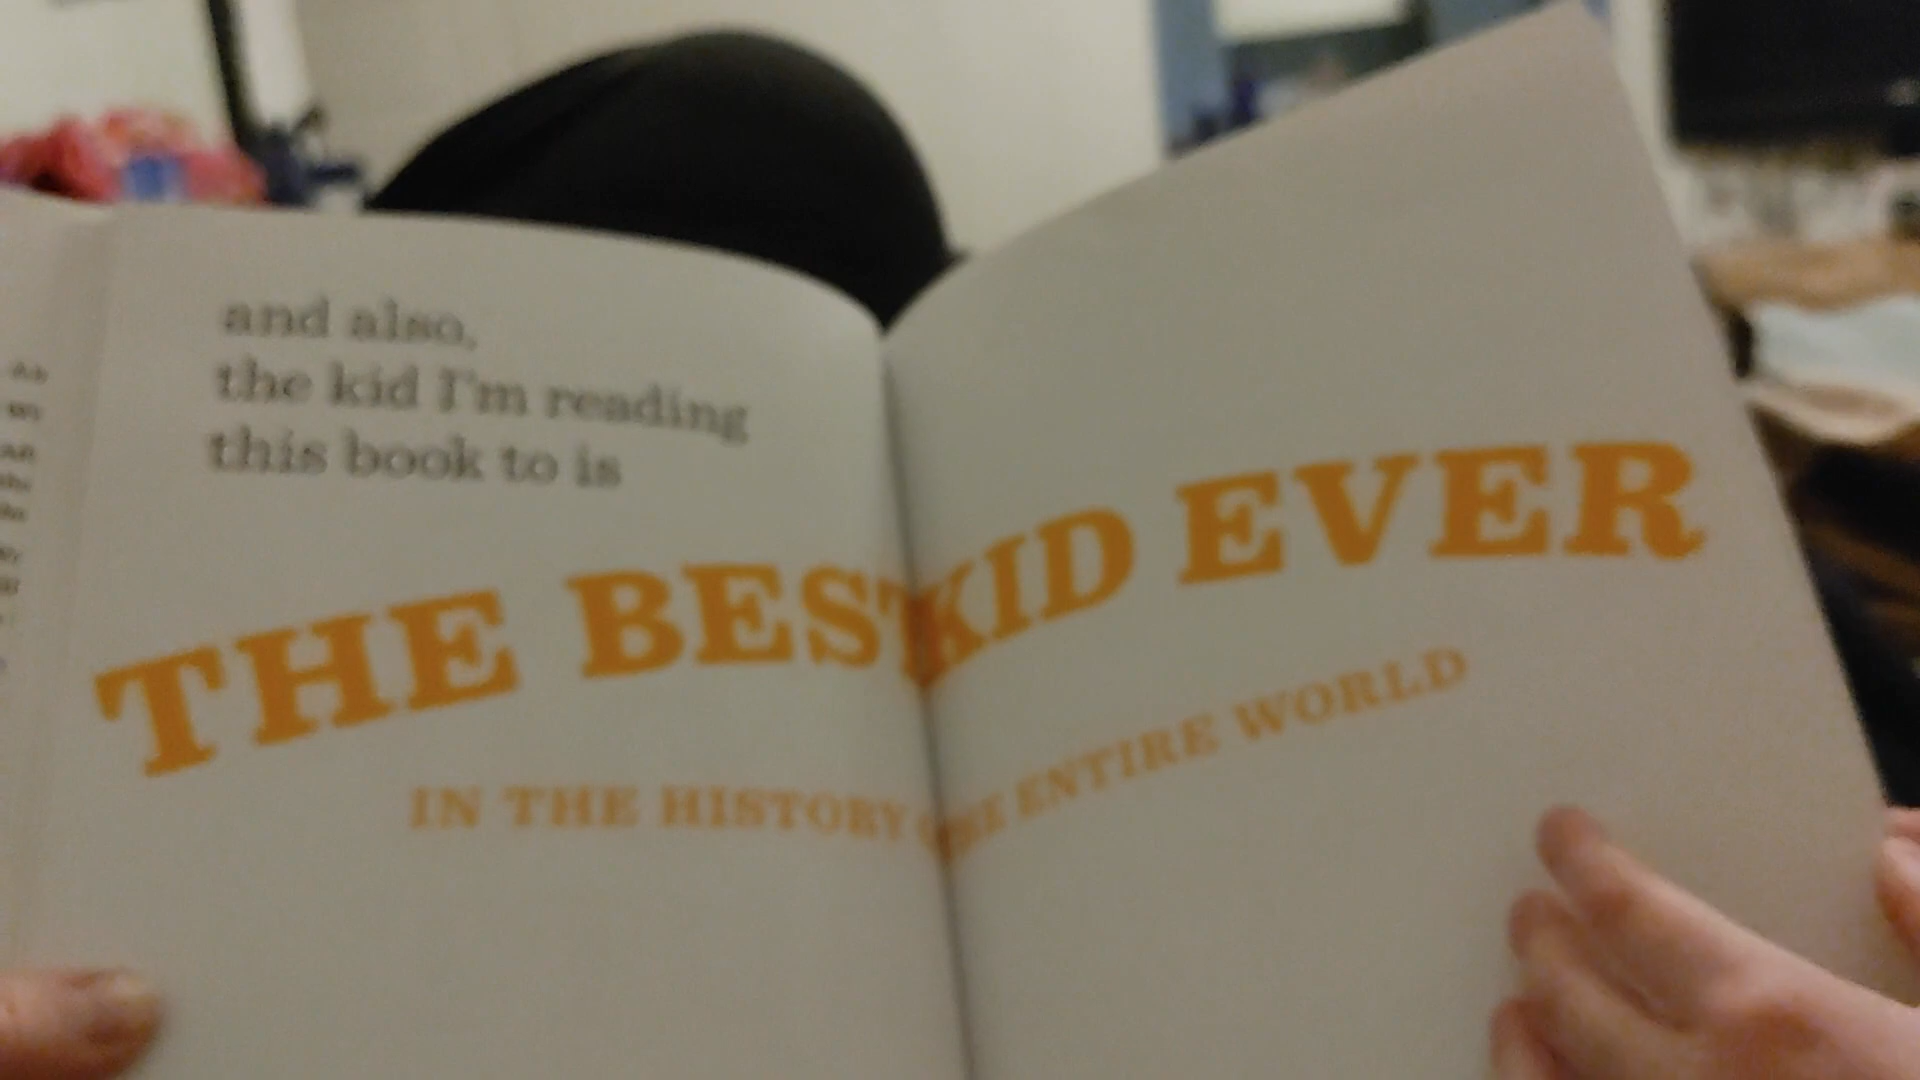 and also,
the kid I'm reading
this book to is
THE BEST KID EVER
IN THE HISTORY ENTIRE WORLD